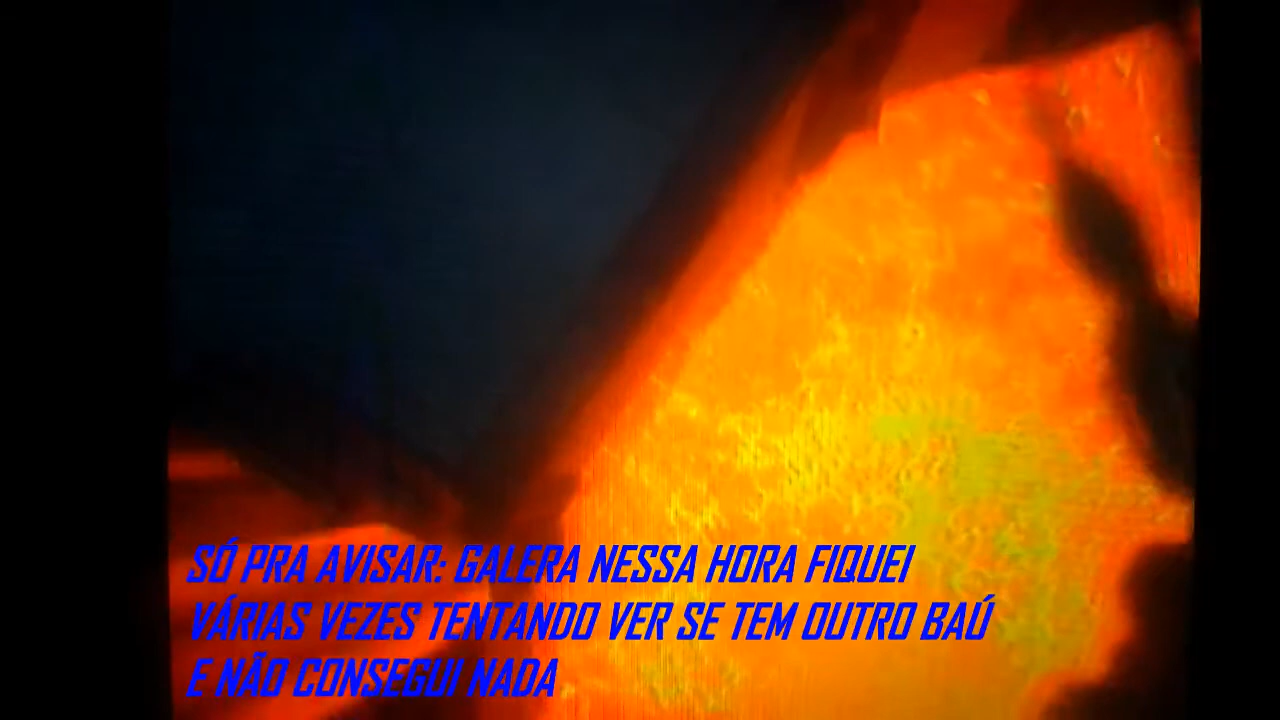 SÓ PRA AVISAR: GALERA NESSA HORA FIQUEI
VÁRIAS VEZES TENTANDO VER SE TEM OUTRO BAÚ
E NÃO CONSEGUI NADA